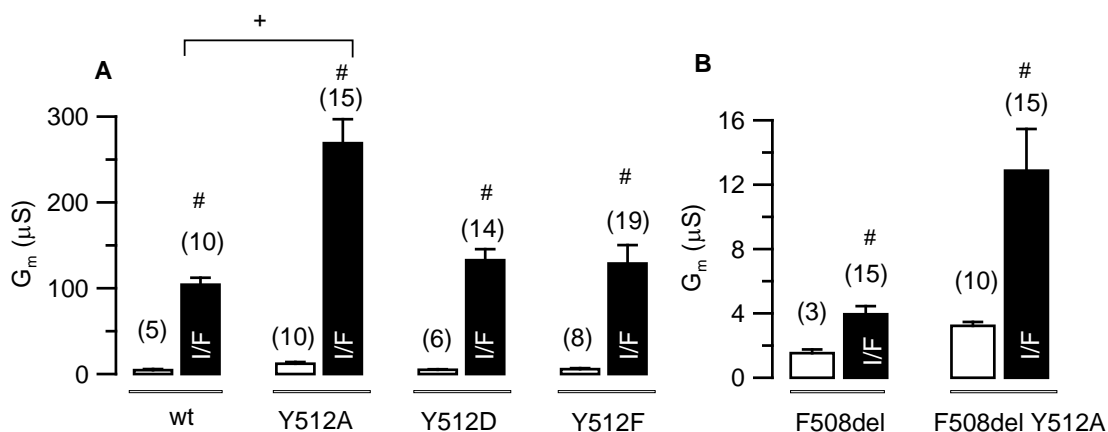 +
A
B
#
(15)
#
(15)
300
16
#
(10)
#
(14)
#
(19)
12
200
Gm (μS)
Gm (μS)
#
(15)
8
(10)
100
(5)
(10)
(6)
(8)
(3)
4
I/F
I/F
I/F
I/F
I/F
I/F
0
0
wt
Y512A
Y512D
Y512F
F508del
F508del Y512A